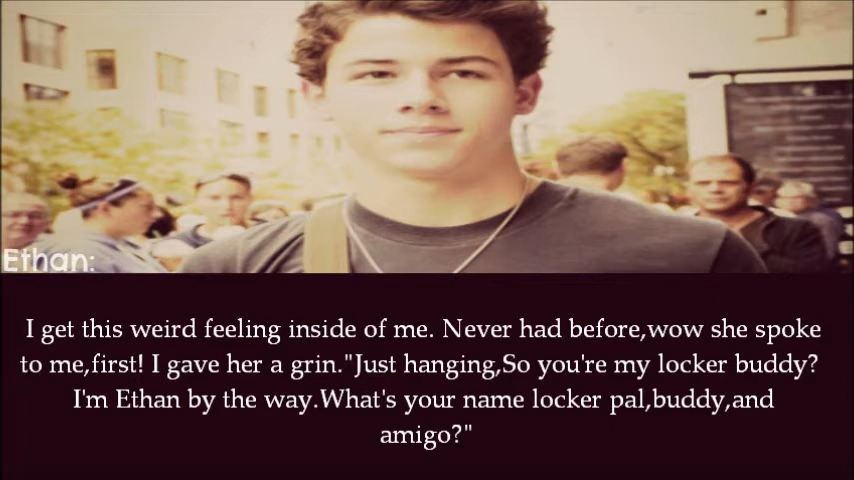 Ethan:
I get this weird feeling inside of me. Never had before,wow she spoke
to me,first! I gave her a grin."Just hanging,So you're my locker buddy?
I'm Ethan by the way.What's your name locker pal,buddy,and
amigo?"